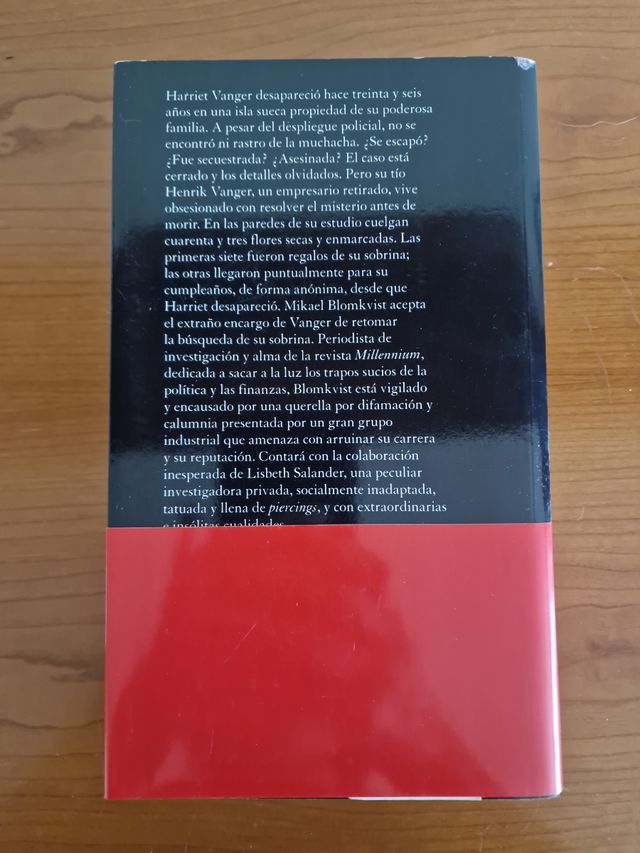 Harriet Vanger desapareció hace treinta y seis
años en una isla sueca propiedad de su poderosa
familia. A pesar del despliegue policial, no se
encontró ni rastro de la muchacha. ¿Se escapó?
¿Fue secuestrada? ¿Asesinada? El caso está
cerrado y los detalles olvidados. Pero su tío
Henrik Vanger, un empresario retirado, vive
obsesionado con resolver el misterio antes de
morir. En las paredes de su estudio cuelgan
cuarenta y tres flores secas y enmarcadas. Las
primeras siete fueron regalos de su sobrina;
las otras llegaron puntualmente para su
cumpleaños, de forma anónima, desde que
Harriet desapareció. Mikael Blomkvist acepta
el extraño encargo de Vanger de retomar
la búsqueda de su sobrina. Periodista de
investigación y alma de la revista Millennium,
dedicada a sacar a la luz los trapos sucios de la
política y las finanzas, Blomkvist está vigilado
y encausado por una querella por difamación y
calumnia presentada por un gran grupo
industrial que amenaza con arruinar su carrera
y su reputación. Contará con la colaboración
inesperada de Lisbeth Salander, una peculiar
investigadora privada, socialmente inadaptada,
tatuada y llena de piercings, y con extraordinarias
e insólitas cualidades